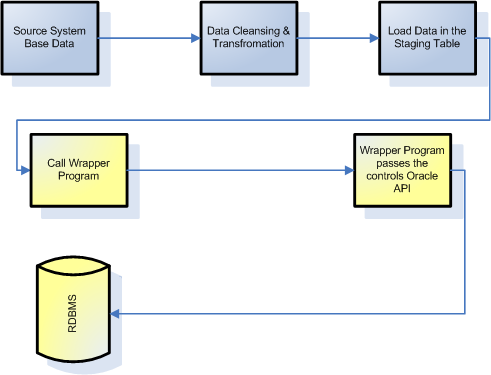 Source System
Base Data
Data Cleansing &
Transfromation
Load Data in the
Staging Table
Call Wrapper
Program
Wrapper Program
passes the
controls Oracle
API
RDBMS